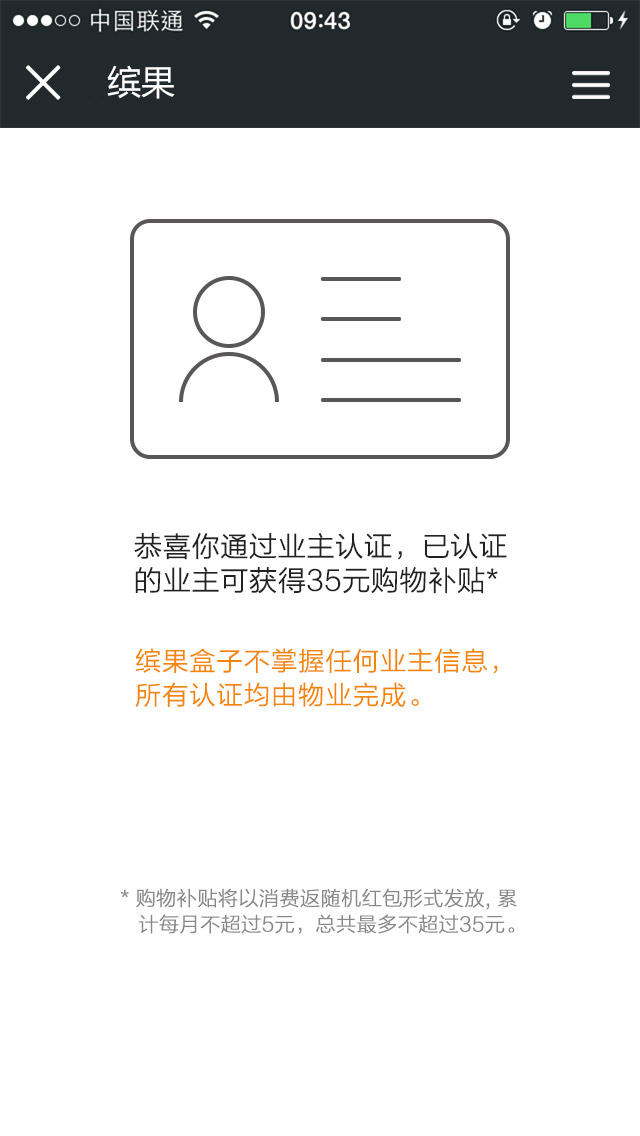 中国联通
09:43
缤果
恭喜你通过业主认证，已认证
的业主可获得35元购物补贴*
缤果盒子不掌握任何业主信息，
所有认证均由物业完成。
* 购物补贴将以消费返随机红包形式发放, 累
计每月不超过5元，总共最多不超过35元。